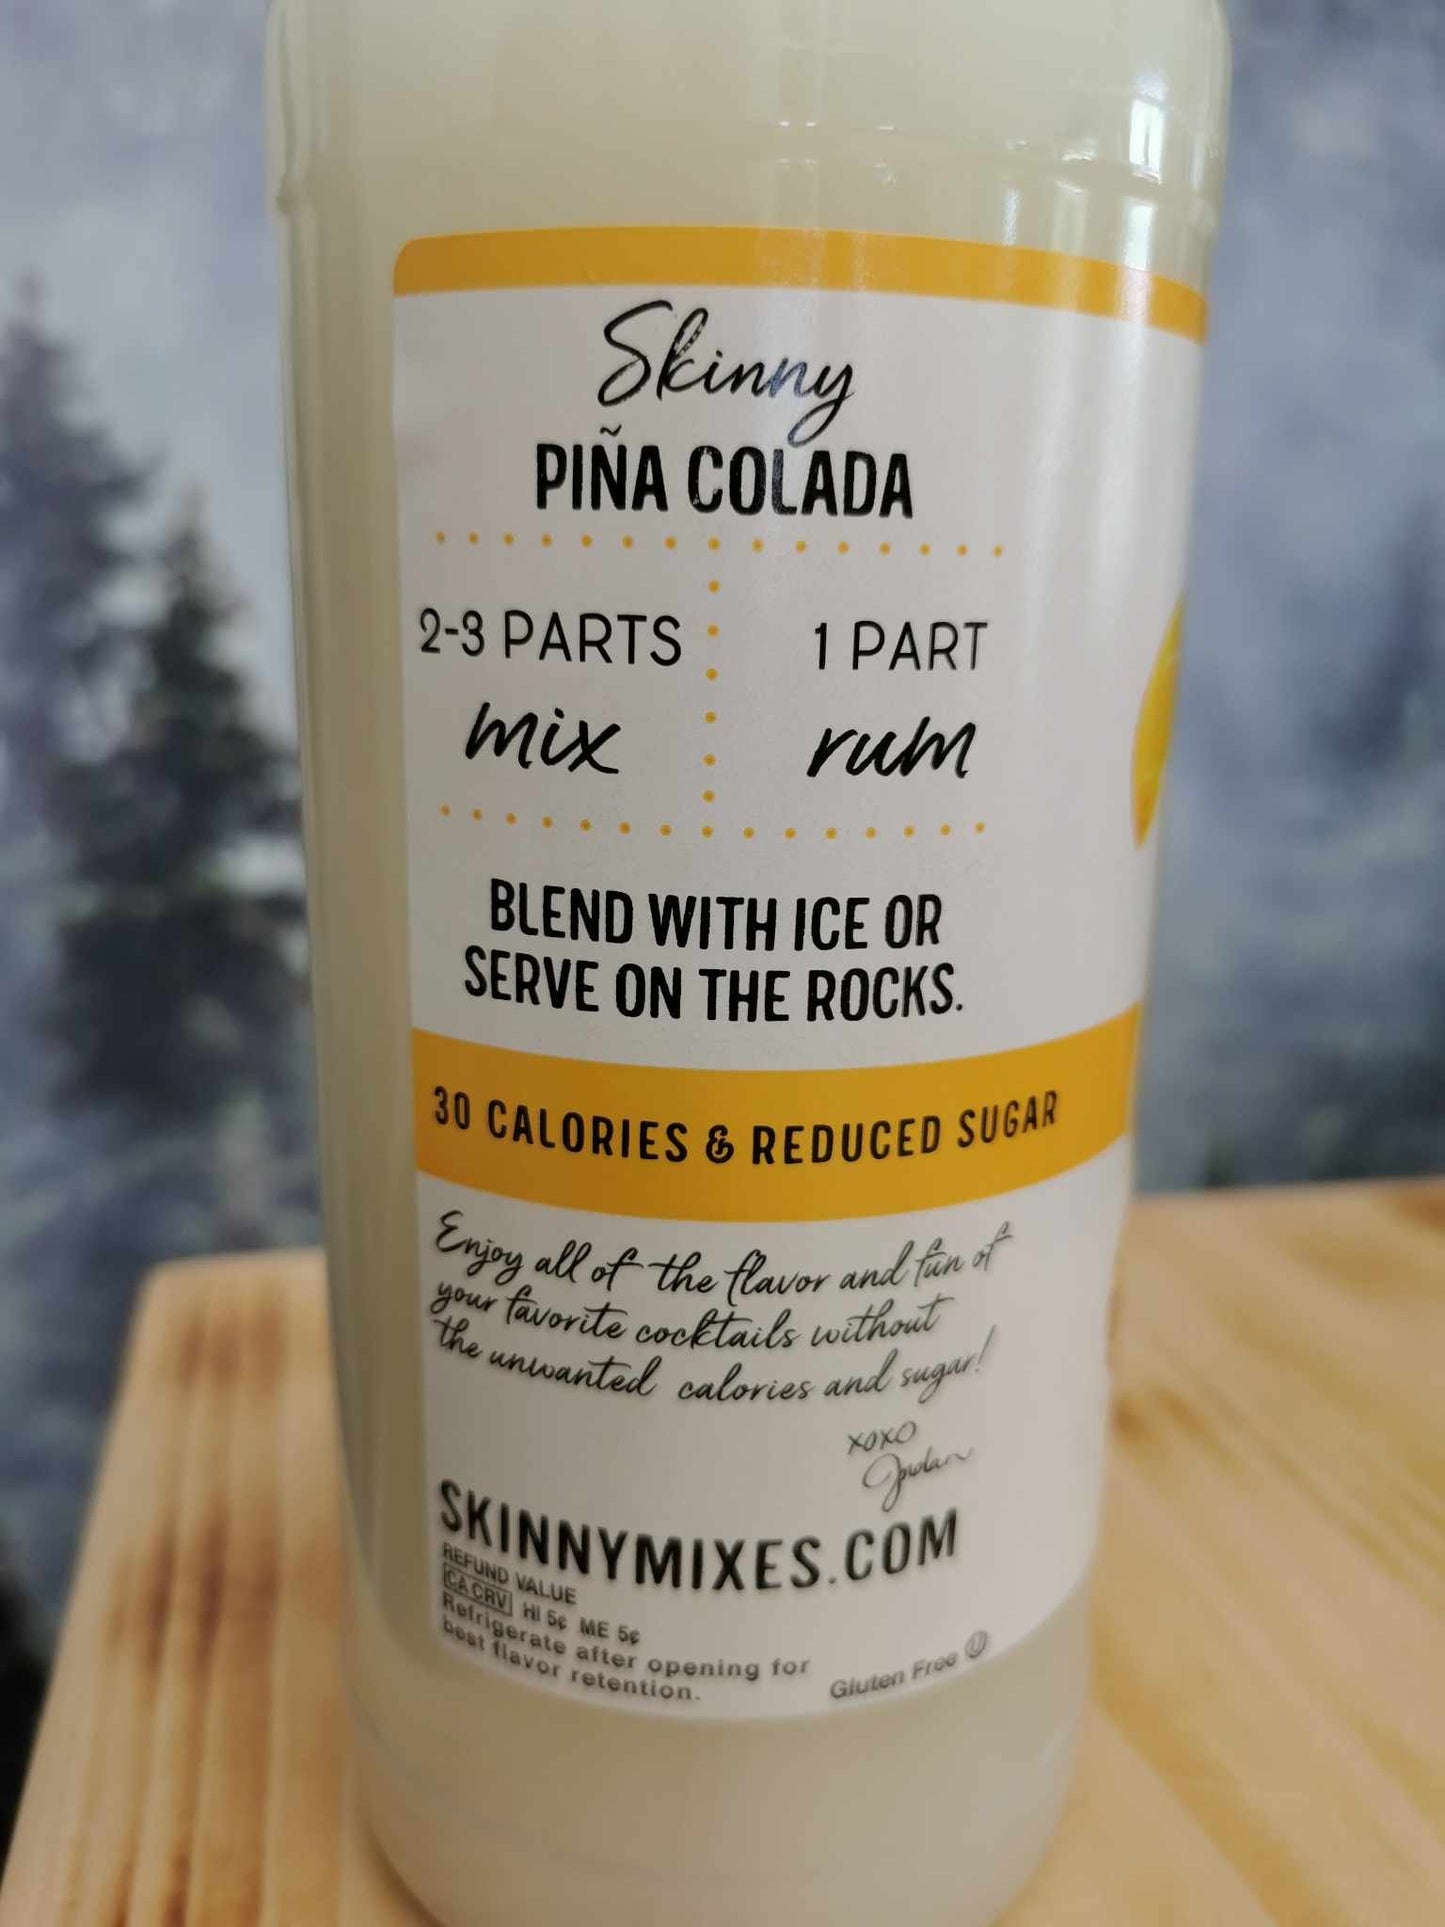 Skinny
PIÑA COLADA
2-3 PARTS
mix
1 PART
rum
BLEND WITH ICE OR
SERVE ON THE ROCKS.
30 CALORIES & REDUCED SUGAR
Enjoy all of the flavor and fun of
your favorite cocktails without
the unwanted calories and sugar!
xoxo
Jordan
SKINNYMIXES.COM
REFUND VALUE
CA CRV HI 5¢ ME 5¢
Refrigerate after opening for
best flavor retention.
Gluten Free U